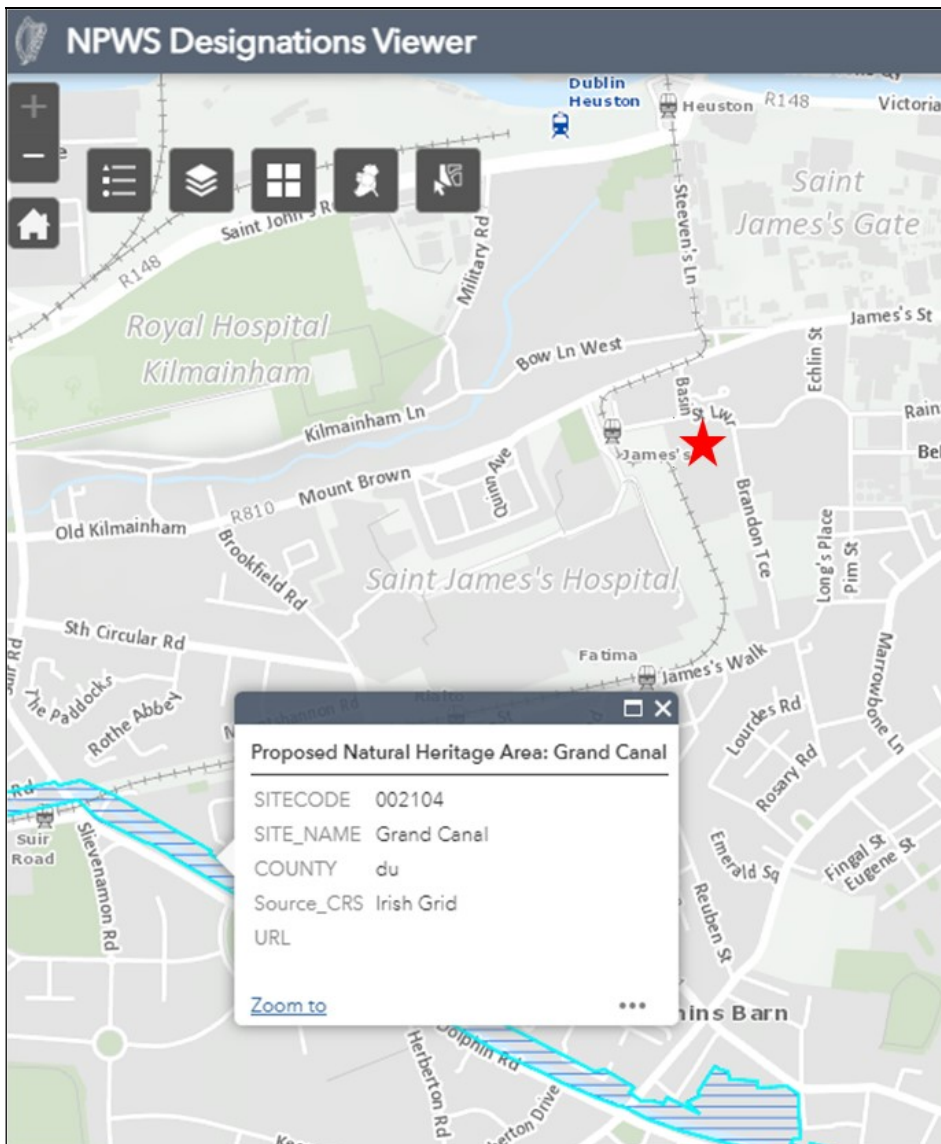 NPWS Designations Viewer
Dublin
Heuston
Heuston
R148
Victoria
Saint
James's Gate
Steeven's Ln
Saint John's R
R148
Military Rd
Royal Hospital
Kilmainham
James's St
Echlin St
Bow Ln West
Basin St Lwr
Rain
Kilmainham Ln
James's
Bel
Mount Brown
Quinn Ave
R810
Old Kilmainham
Brookfield Rd
Brandon Tce
Long's Place
Pim St
Saint James's Hospital
Sth Circular Rd
Fatima
James's Walk
Marrowbone Ln
The Paddocks
Rothe Abbey
Lourdes Rd
Rosary Rd
Proposed Natural Heritage Area: Grand Canal
SITECODE 002104
SITE_NAME Grand Canal
COUNTY du
Source_CRS Irish Grid
URL
Zoom to
Rd
Suir
Road
Slievenamon Rd
Emerald Sq
Fingal St
Eugene St
Reuben St
hins Barn
Dolphin Rd
Herberton Rd
erton Drive